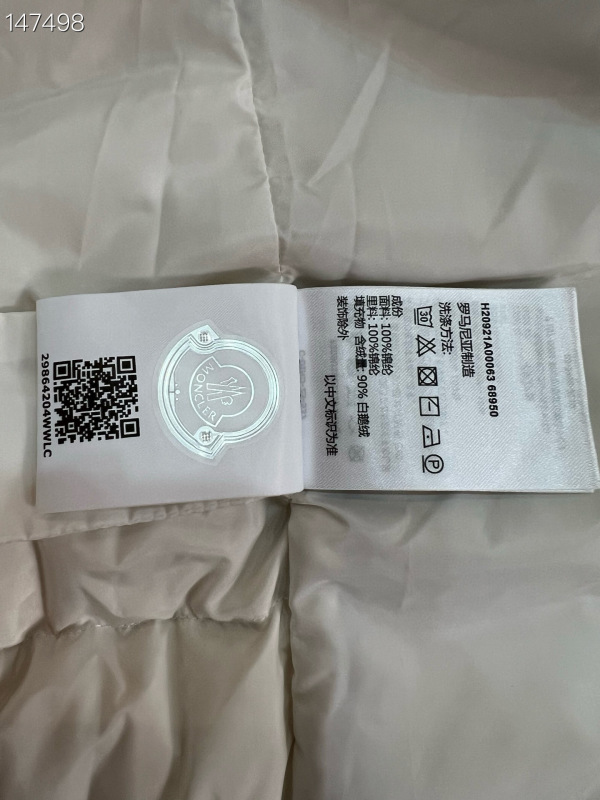 147498
29864204WWLC
MONCLER
H20921A00063 68950
罗马尼亚制造
洗涤方法:
30
P
成份
面料: 100%锦纶
里料: 100%锦纶
填充物 含绒量: 90% 白鹅绒
装饰除外
以中文标识为准